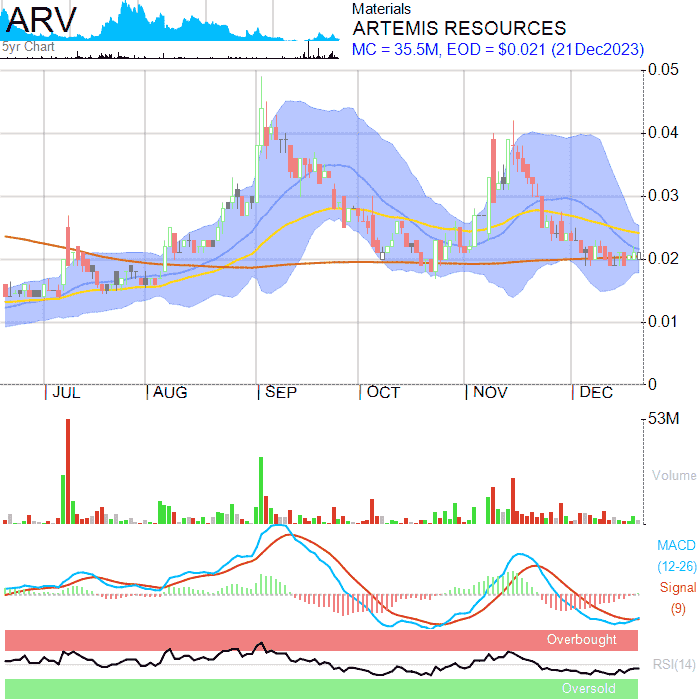 ARV
5yr Chart
Materials
ARTEMIS RESOURCES
MC = 35.5M, EOD = $0.021 (21Dec2023)
0.05
0.04
0.03
0.02
0.01
0
JUL AUG SEP OCT NOV DEC
53M
Volume
MACD
(12-26)
Signal
(9)
Overbought
RSI(14)
Oversold